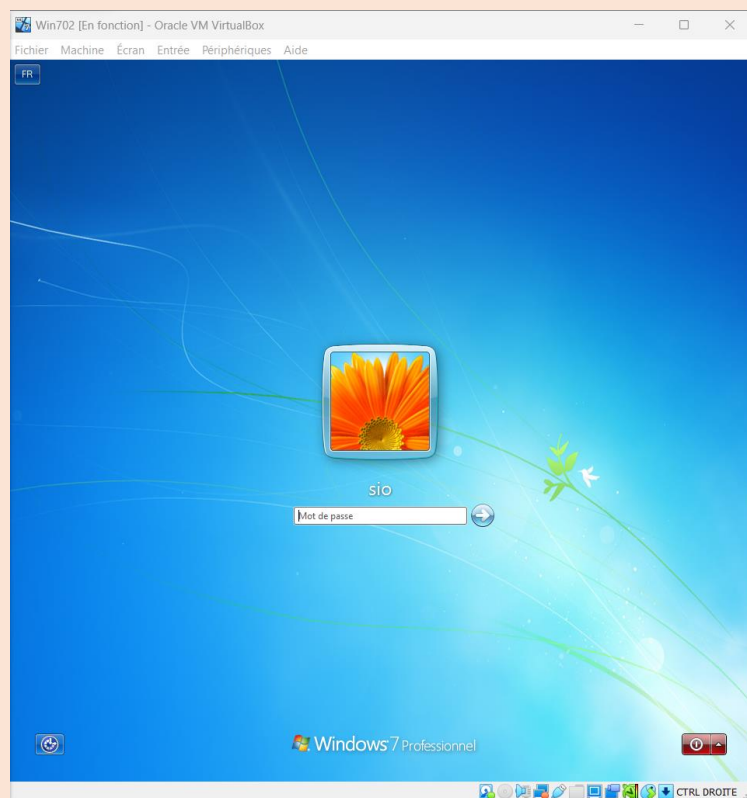 Win702 [En fonction] - Oracle VM VirtualBox
Fichier Machine Écran Entrée Périphériques Aide
FR
sio
Mot de passe
Windows 7 Professionnel
CTRL DROITE